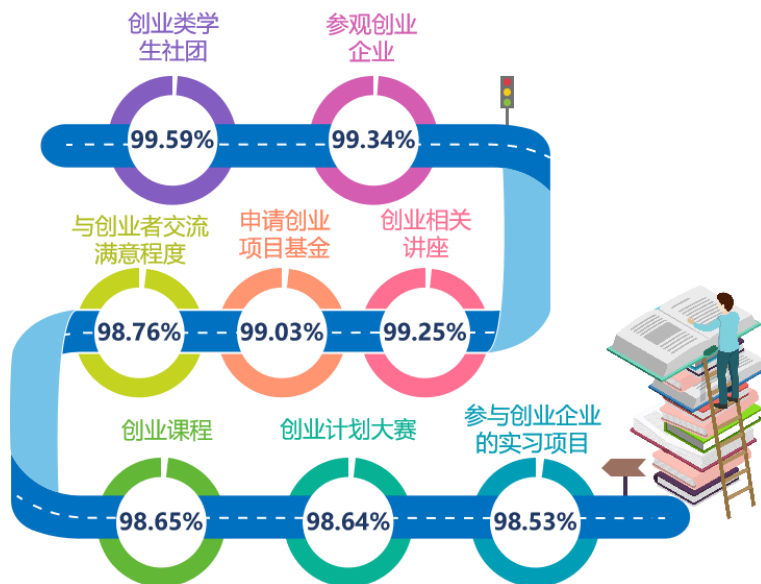 创业类学
生社团
参观创业
企业
99.59%
99.34%
与创业者交流
满意程度
申请创业
项目基金
创业相关
讲座
98.76%
99.03%
99.25%
创业课程
创业计划大赛
参与创业企业
的实习项目
98.65%
98.64%
98.53%